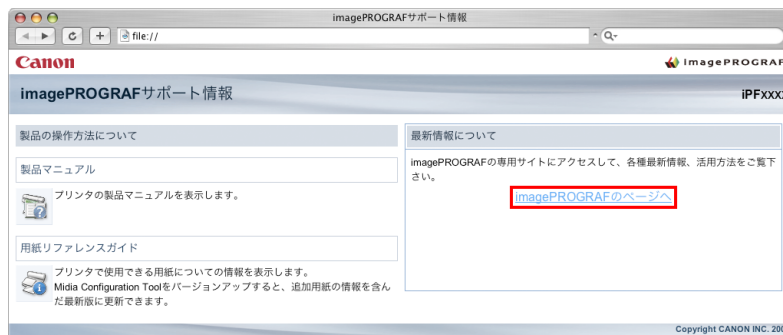 imagePROGRAFサポート情報
file://
Q
Canon
imagePROGRAF
imagePROGRAFサポート情報
iPFxxx
製品の操作方法について
製品マニュアル
プリンタの製品マニュアルを表示します。
用紙リファレンスガイド
プリンタで使用できる用紙についての情報を表示します。
Midia Configuration Toolをバージョンアップすると、追加用紙の情報を含ん
だ最新版に更新できます。
最新情報について
imagePROGRAFの専用サイトにアクセスして、各種最新情報、活用方法をご覧下
さい。
imagePROGRAFのページへ
Copyright CANON INC. 20